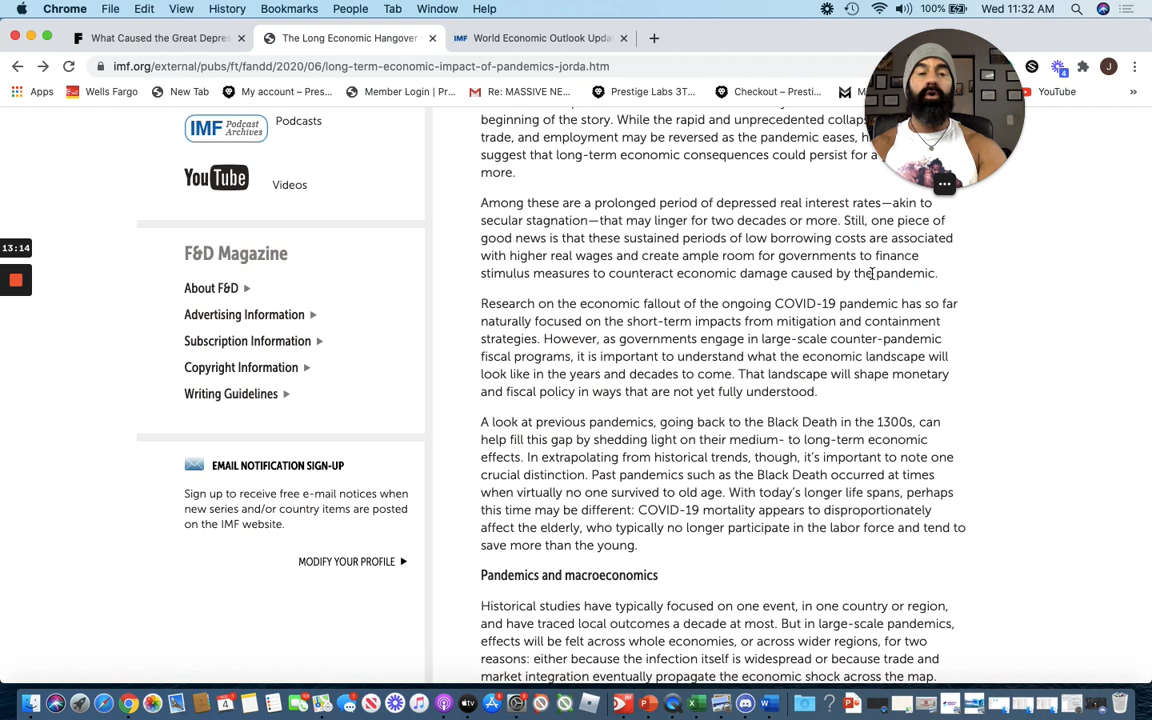 Chrome File Edit View History Bookmarks People Tab Window Help 100% Wed 11:32 AM
What Caused the Great Depres × The Long Economic Hangover × IMF World Economic Outlook Upda × +
imf.org/external/pubs/ft/fandd/2020/06/long-term-economic-impact-of-pandemics-jorda.htm S 4 J
Apps Wells Fargo New Tab My account – Pres... Member Login | Pr... Re: MASSIVE NE... Prestige Labs 3T... Checkout – Presti... YouTube »
beginning of the story. While the rapid and unprecedented collaps
trade, and employment may be reversed as the pandemic eases, hi
suggest that long-term economic consequences could persist for a
more.
Among these are a prolonged period of depressed real interest rates—akin to
secular stagnation—that may linger for two decades or more. Still, one piece of
good news is that these sustained periods of low borrowing costs are associated
with higher real wages and create ample room for governments to finance
stimulus measures to counteract economic damage caused by the pandemic.
Research on the economic fallout of the ongoing COVID-19 pandemic has so far
naturally focused on the short-term impacts from mitigation and containment
strategies. However, as governments engage in large-scale counter-pandemic
fiscal programs, it is important to understand what the economic landscape will
look like in the years and decades to come. That landscape will shape monetary
and fiscal policy in ways that are not yet fully understood.
A look at previous pandemics, going back to the Black Death in the 1300s, can
help fill this gap by shedding light on their medium- to long-term economic
effects. In extrapolating from historical trends, though, it's important to note one
crucial distinction. Past pandemics such as the Black Death occurred at times
when virtually no one survived to old age. With today's longer life spans, perhaps
this time may be different: COVID-19 mortality appears to disproportionately
affect the elderly, who typically no longer participate in the labor force and tend to
save more than the young.
Pandemics and macroeconomics
Historical studies have typically focused on one event, in one country or region,
and have traced local outcomes a decade at most. But in large-scale pandemics,
effects will be felt across whole economies, or across wider regions, for two
reasons: either because the infection itself is widespread or because trade and
market integration eventually propagate the economic shock across the map.
IMF Podcast Archives Podcasts
YouTube Videos
13:14
F&D Magazine
About F&D
Advertising Information
Subscription Information
Copyright Information
Writing Guidelines
EMAIL NOTIFICATION SIGN-UP
Sign up to receive free e-mail notices when
new series and/or country items are posted
on the IMF website.
MODIFY YOUR PROFILE